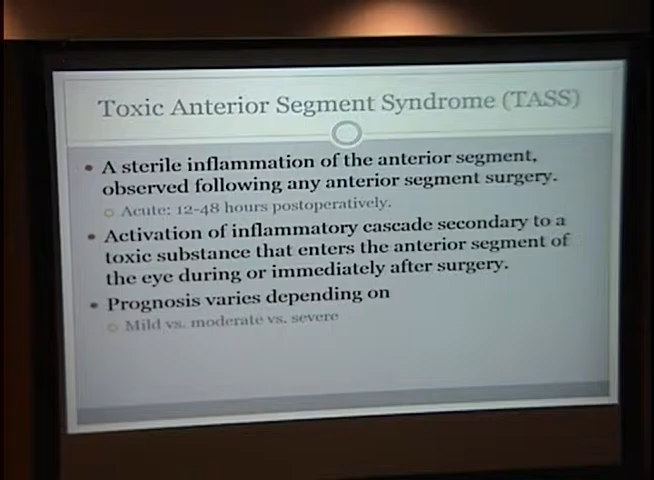 Toxic Anterior Segment Syndrome (TASS)
• A sterile inflammation of the anterior segment,
observed following any anterior segment surgery.
Acute: 12-48 hours postoperatively.
• Activation of inflammatory cascade secondary to a
toxic substance that enters the anterior segment of
the eye during or immediately after surgery.
• Prognosis varies depending on
Mild vs. moderate vs. severe